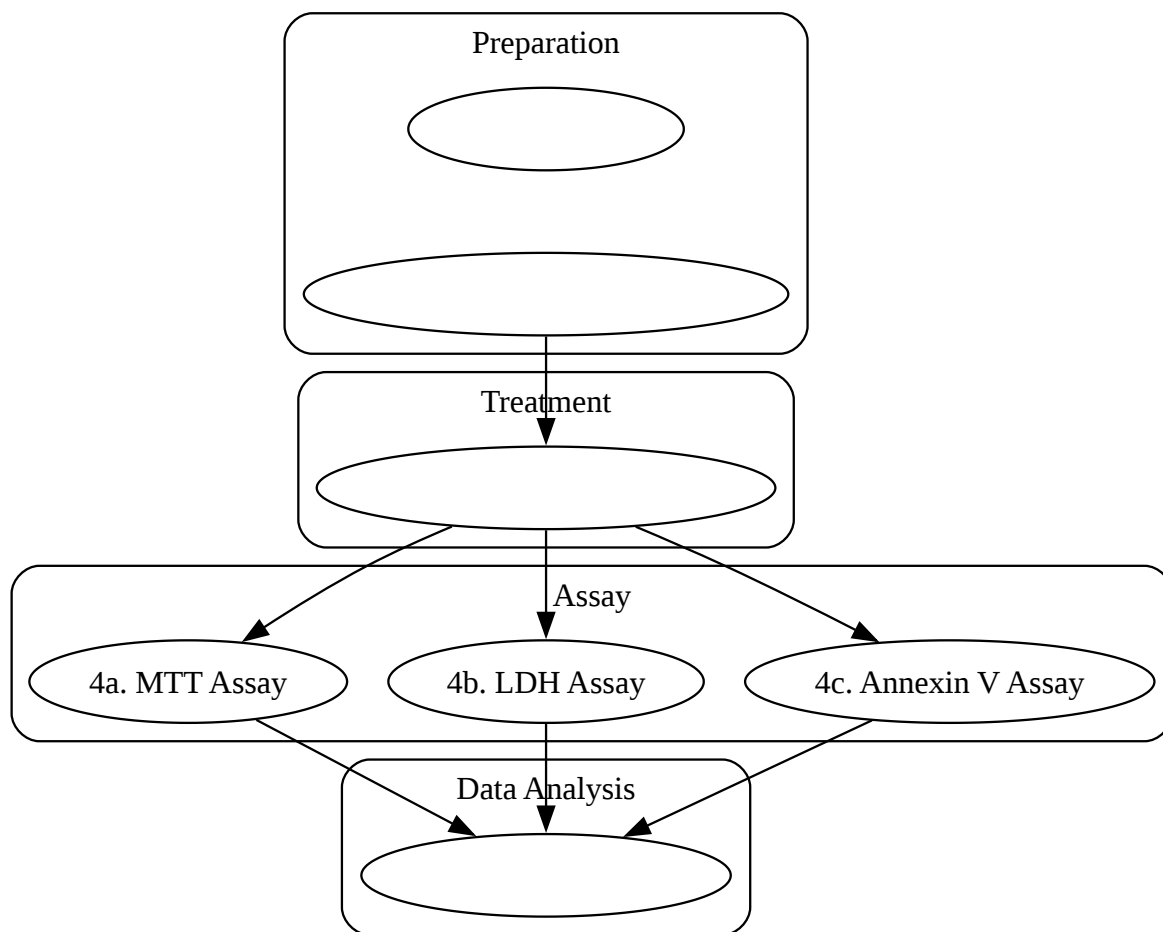 Preparation
Treatment
Assay
4a. MTT Assay
4b. LDH Assay
4c. Annexin V Assay
Data Analysis